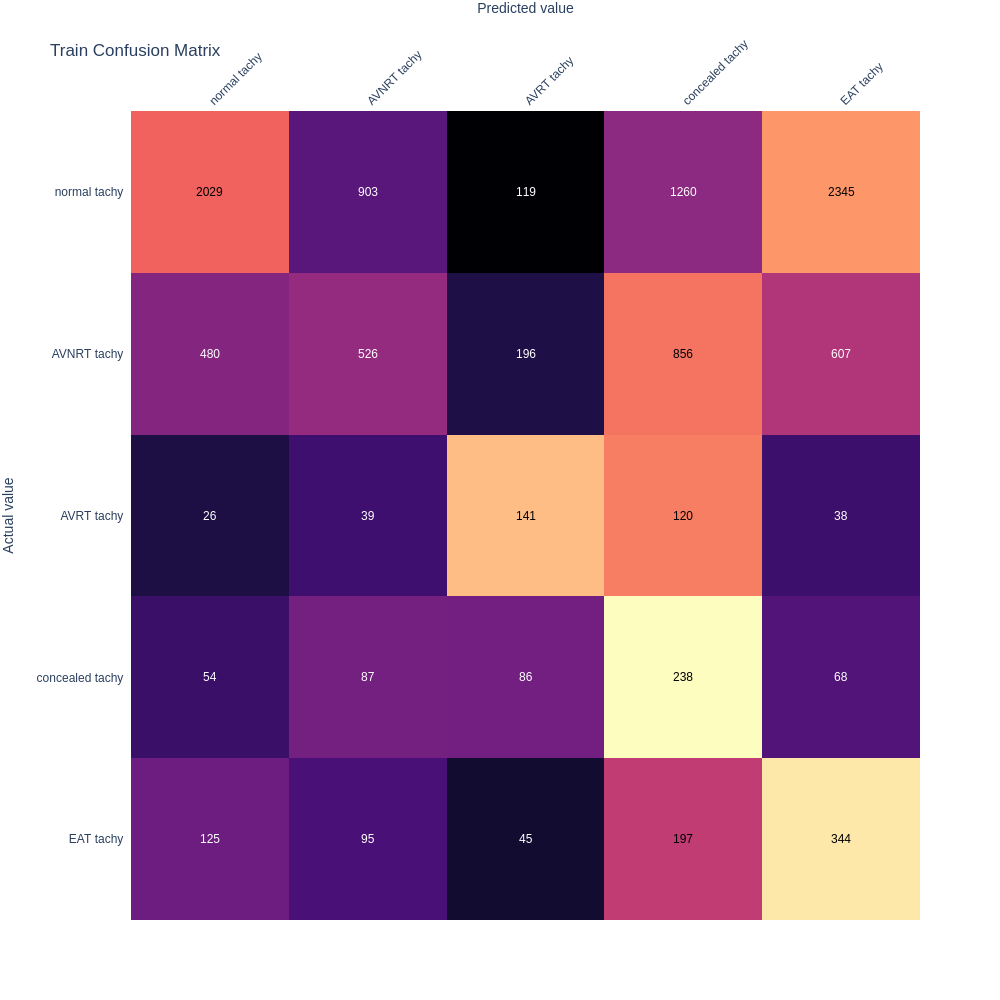 Predicted value
Train Confusion Matrix
normal tachy AVNRT tachy AVRT tachy concealed tachy EAT tachy
normal tachy 2029 903 119 1260 2345
AVNRT tachy 480 526 196 856 607
AVRT tachy 26 39 141 120 38
concealed tachy 54 87 86 238 68
EAT tachy 125 95 45 197 344
Actual value